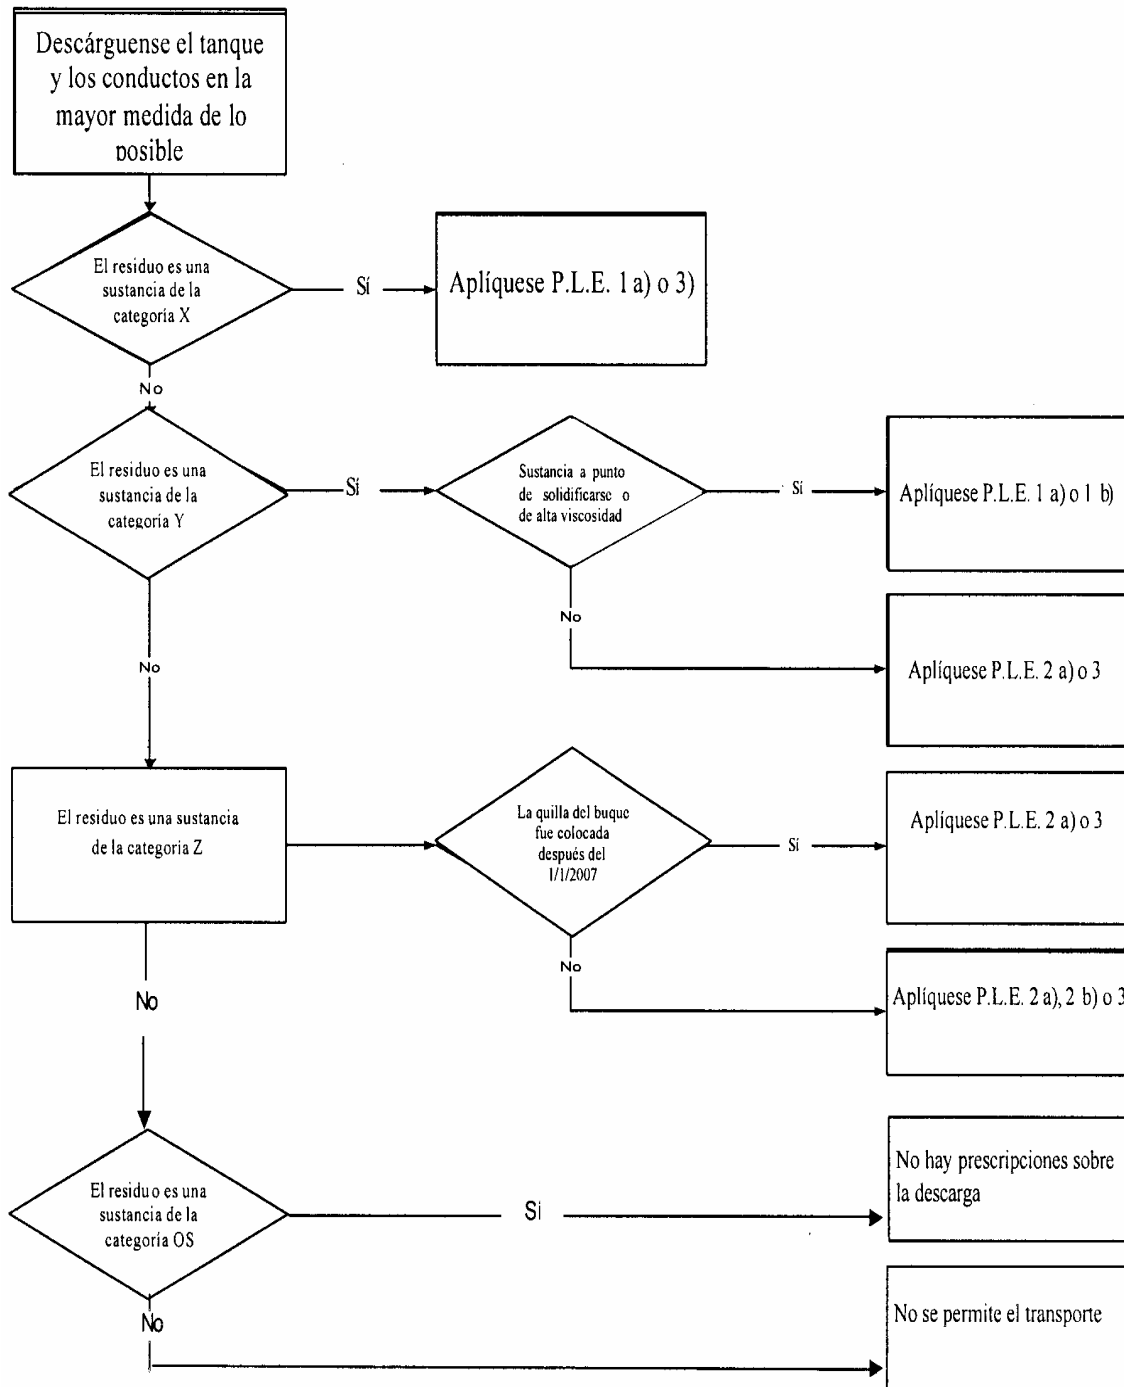 Descárguense el tanque
y los conductos en la
mayor medida de lo
posible
El residuo es una
sustancia de la
categoría X
Sí
Aplíquese P.L.E. 1 a) o 3)
No
El residuo es una
sustancia de la
categoría Y
Sí
Sustancia a punto
de solidificarse o
de alta viscosidad
Sí
Aplíquese P.L.E. 1 a) o 1 b)
No
Aplíquese P.L.E. 2 a) o 3
No
El residuo es una sustancia
de la categoría Z
La quilla del buque
fue colocada
después del
1/1/2007
Sí
Aplíquese P.L.E. 2 a) o 3
No
Aplíquese P.L.E. 2 a), 2 b) o 3
No
El residuo es una
sustancia de la
categoría OS
Sí
No hay prescripciones sobre
la descarga
No
No se permite el transporte